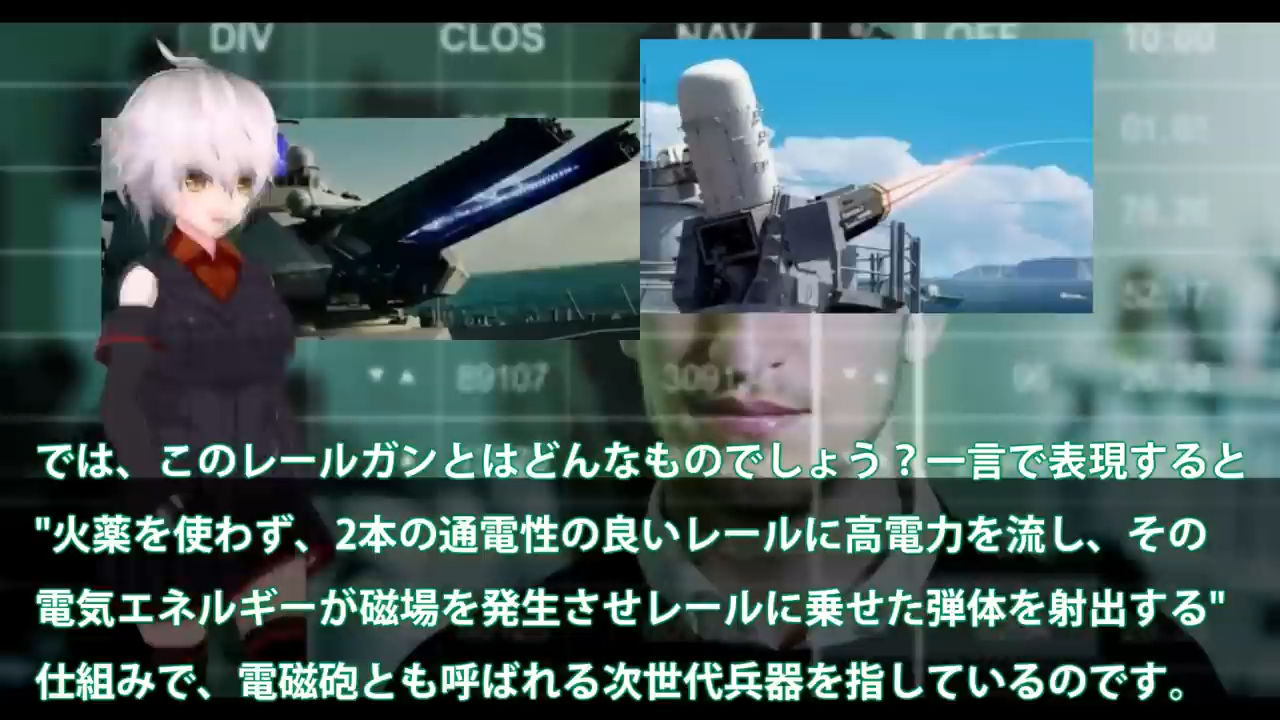 DIV CLOS NAV OFF 10:00
89107
では、このレールガンとはどんなものでしょう？一言で表現すると
"火薬を使わず、2本の通電性の良いレールに高電力を流し、その
電気エネルギーが磁場を発生させレールに乗せた弾体を射出する"
仕組みで、電磁砲とも呼ばれる次世代兵器を指しているのです。